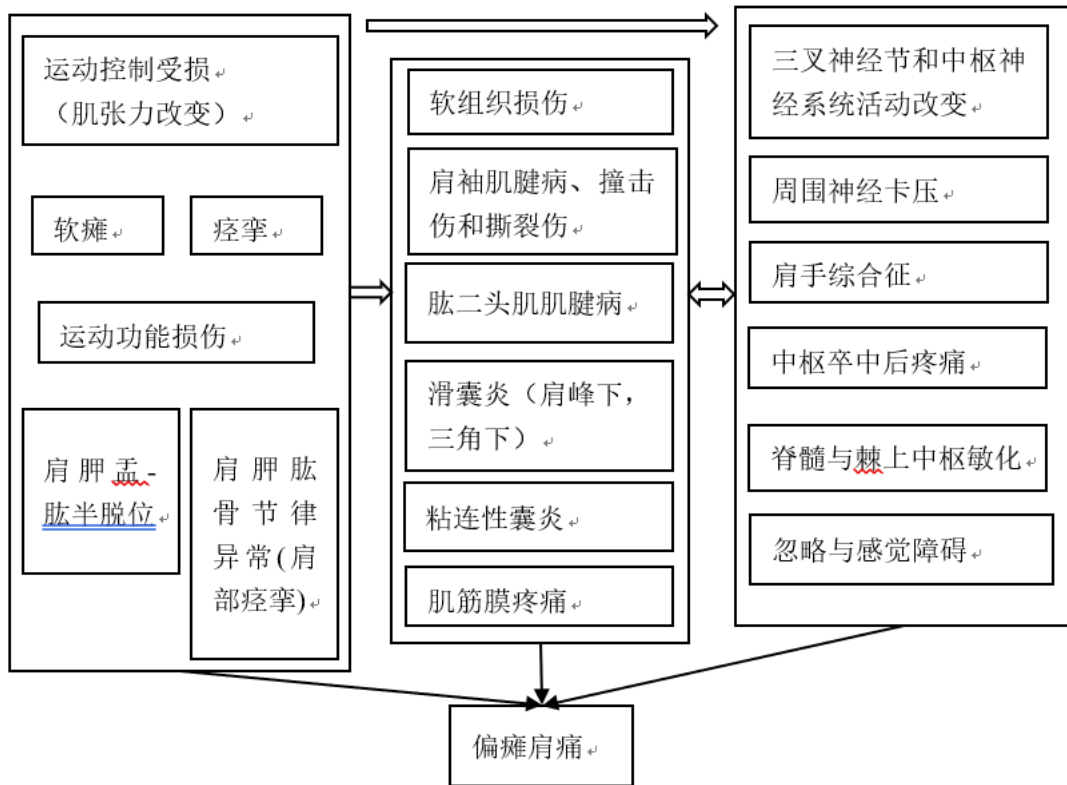 运动控制受损
（肌张力改变）
软瘫
痉挛
运动功能损伤
肩胛盂-
肱半脱位
肩胛肱
骨节律
异常(肩
部痉挛)
软组织损伤
肩袖肌腱病、撞击
伤和撕裂伤
肱二头肌肌腱病
滑囊炎（肩峰下，
三角下）
粘连性囊炎
肌筋膜疼痛
三叉神经节和中枢神
经系统活动改变
周围神经卡压
肩手综合征
中枢卒中后疼痛
脊髓与棘上中枢敏化
忽略与感觉障碍
偏瘫肩痛